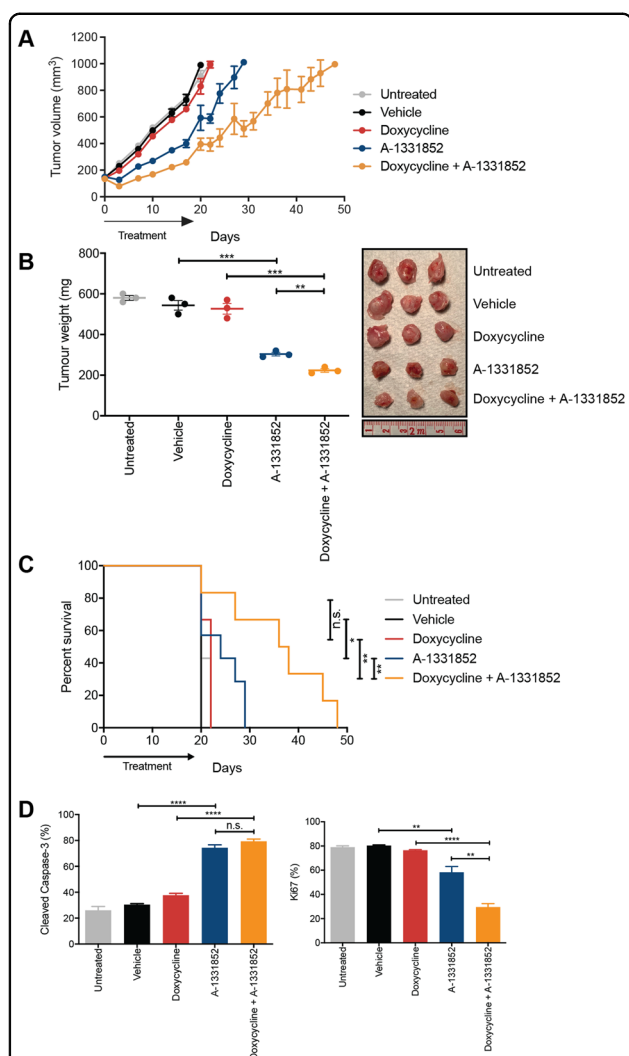 A
Tumor volume (mm³)
1200
1000
800
600
400
200
0
0
10
20
30
40
50
Treatment
Days
Untreated
Vehicle
Doxycycline
A-1331852
Doxycycline + A-1331852
B
Tumour weight (mg
800
600
400
200
0
***
***
**
Untreated
Vehicle
Doxycycline
A-1331852
Doxycycline + A-1331852
Untreated
Vehicle
Doxycycline
A-1331852
Doxycycline + A-1331852
C
Percent survival
100
80
60
40
20
0
0
10
20
30
40
50
Treatment
Days
Untreated
Vehicle
Doxycycline
A-1331852
Doxycycline + A-1331852
n.s.
*
**
**
D
Cleaved Caspase-3 (%)
100
80
60
40
20
0
****
****
n.s.
Untreated
Vehicle
Doxycycline
A-1331852
Doxycycline + A-1331852
Ki67 (%)
100
80
60
40
20
0
**
****
**
Untreated
Vehicle
Doxycycline
A-1331852
Doxycycline + A-1331852